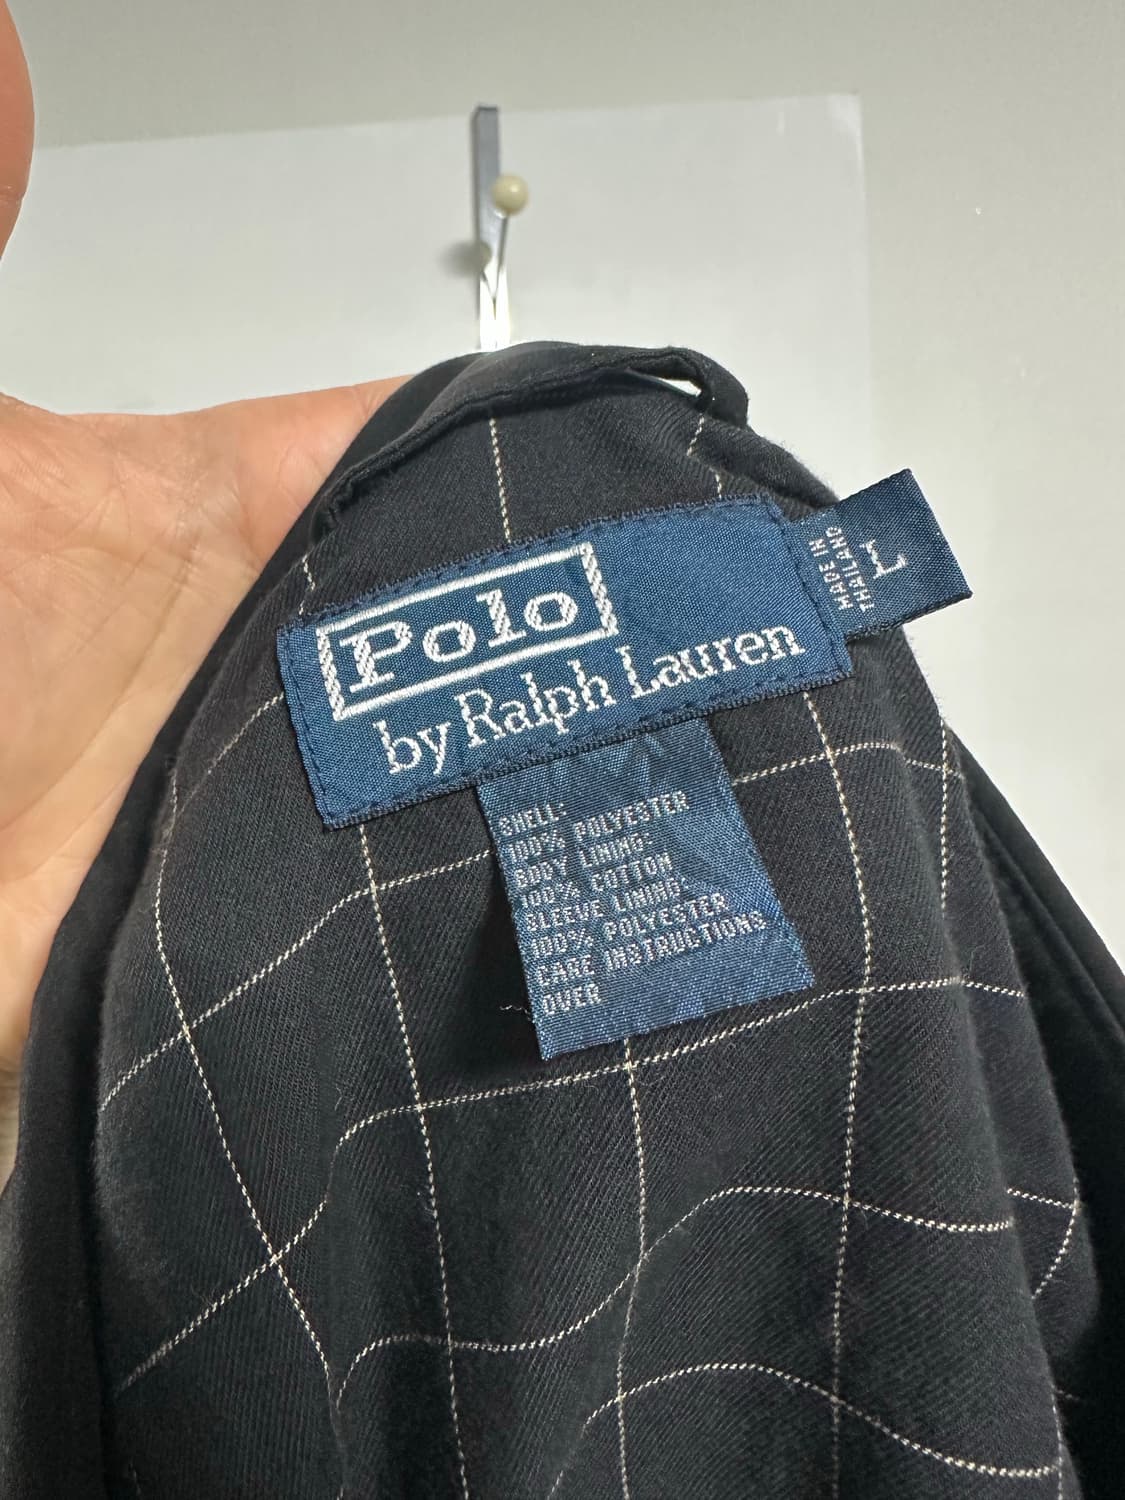 Polo
by Ralph Lauren
MADE IN
THAILAND
L
SHELL:
100% POLYESTER
BODY LINING:
100% COTTON
SLEEVE LINING:
100% POLYESTER
CARE INSTRUCTIONS
OVER